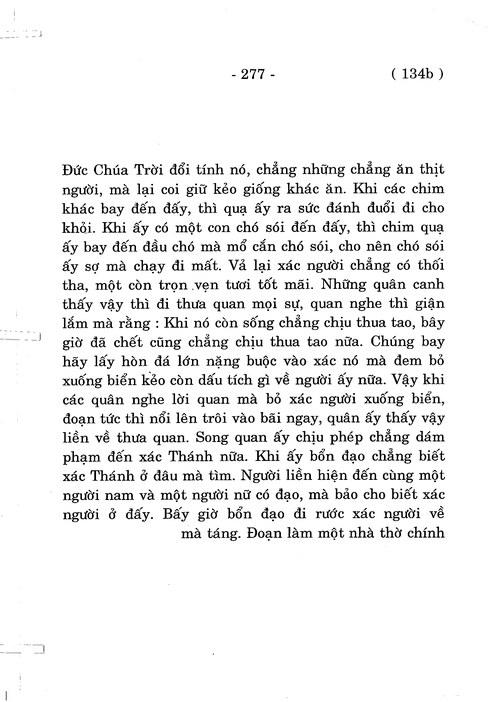 - 277 - ( 134b )
Đức Chúa Trời đổi tính nó, chẳng những chẳng ăn thịt
người, mà lại coi giữ kẻo giống khác ăn. Khi các chim
khác bay đến đấy, thì quạ ấy ra sức đánh đuổi đi cho
khỏi. Khi ấy có một con chó sói đến đấy, thì chim quạ
ấy bay đến đầu chó mà mổ cắn chó sói, cho nên chó sói
ấy sợ mà chạy đi mất. Vả lại xác người chẳng có thối
tha, một còn trọn vẹn tươi tốt mãi. Những quân canh
thấy vậy thì đi thưa quan mọi sự, quan nghe thì giận
lắm mà rằng : Khi nó còn sống chẳng chịu thua tao, bây
giờ đã chết cũng chẳng chịu thua tao nữa. Chúng bay
hãy lấy hòn đá lớn nặng buộc vào xác nó mà đem bỏ
xuống biển kẻo còn dấu tích gì về người ấy nữa. Vậy khi
các quân nghe lời quan mà bỏ xác người xuống biển,
đoạn tức thì nổi lên trôi vào bãi ngay, quân ấy thấy vậy
liền về thưa quan. Song quan ấy chịu phép chẳng dám
phạm đến xác Thánh nữa. Khi ấy bổn đạo chẳng biết
xác Thánh ở đâu mà tìm. Người liền hiện đến cùng một
người nam và một người nữ có đạo, mà bảo cho biết xác
người ở đấy. Bấy giờ bổn đạo đi rước xác người về
mà táng. Đoạn làm một nhà thờ chính